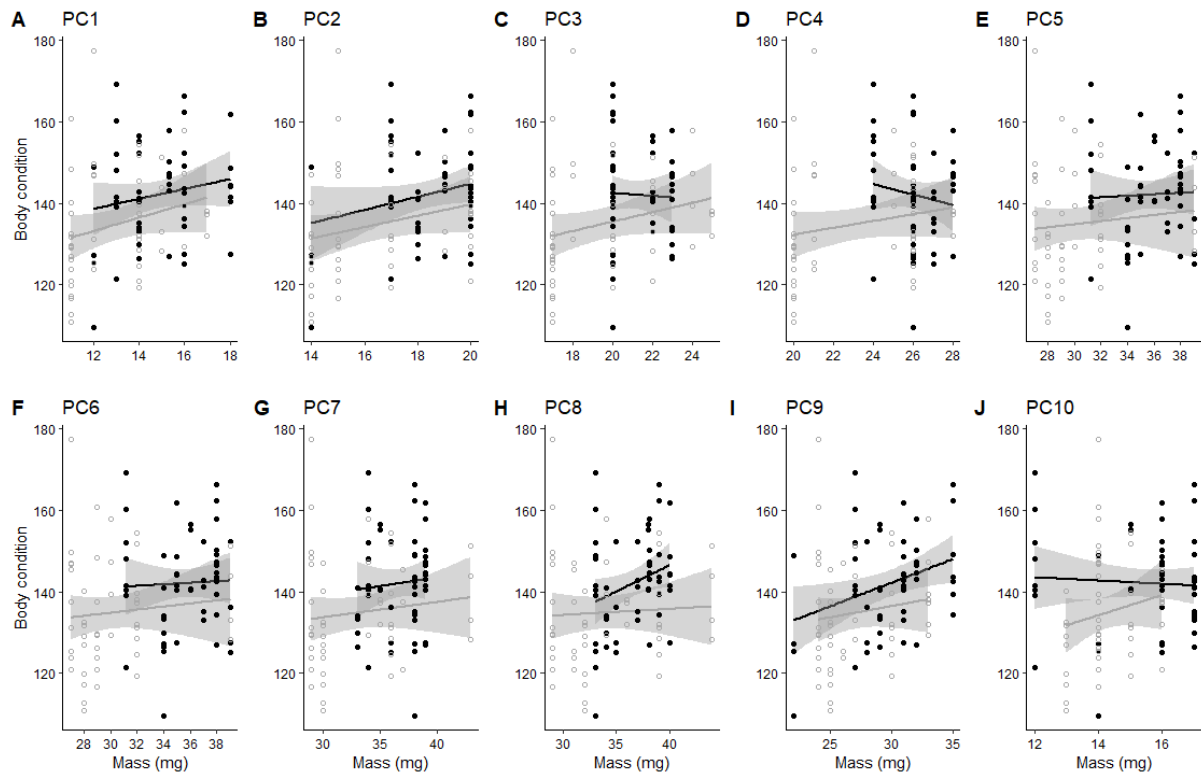 A PC1 B PC2 C PC3 D PC4 E PC5
180
160
140
120
Body condition
12 14 16 18 14 16 18 20 18 20 22 24 20 22 24 26 28 28 30 32 34 36 38
F PC6 G PC7 H PC8 I PC9 J PC10
180
160
140
120
Body condition
28 30 32 34 36 38 30 35 40 30 35 40 25 30 35 12 14 16
Mass (mg) Mass (mg) Mass (mg) Mass (mg) Mass (mg)